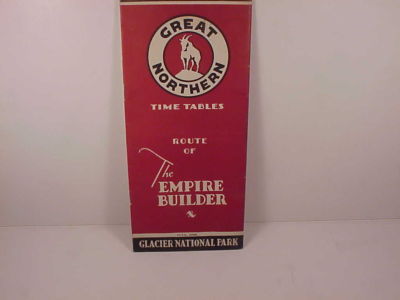 GREAT
NORTHERN
TIME TABLES
ROUTE
OF
The
EMPIRE
BUILDER
GLACIER NATIONAL PARK